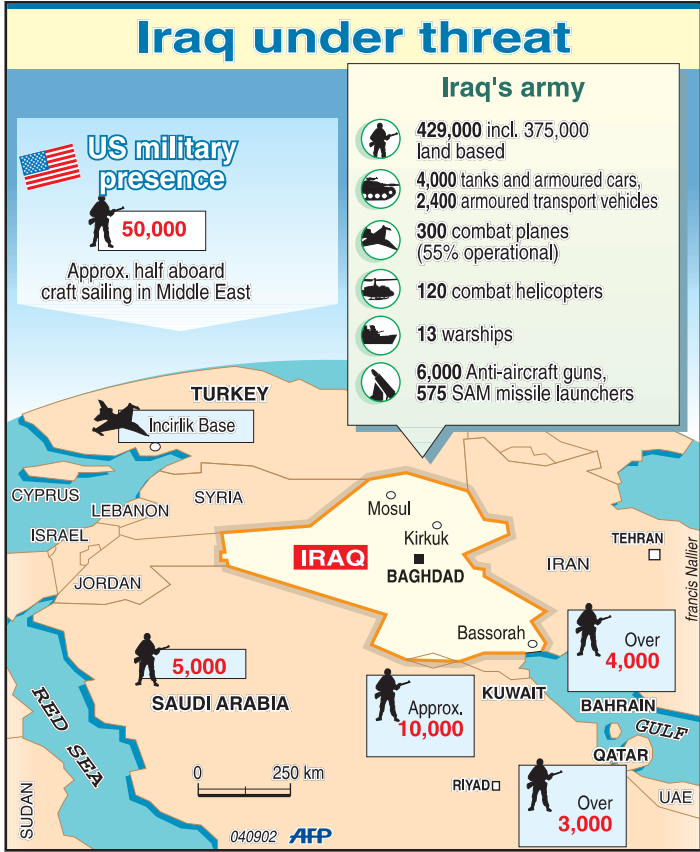 Iraq under threat
US military
presence
50,000
Approx. half aboard
craft sailing in Middle East
Iraq's army
429,000 incl. 375,000
land based
4,000 tanks and armoured cars,
2,400 armoured transport vehicles
300 combat planes
(55% operational)
120 combat helicopters
13 warships
6,000 Anti-aircraft guns,
575 SAM missile launchers
TURKEY
Incirlik Base
CYPRUS
LEBANON
SYRIA
ISRAEL
JORDAN
Mosul
Kirkuk
IRAQ
BAGHDAD
Bassorah
TEHRAN
IRAN
francis Nallier
5,000
SAUDI ARABIA
Approx.
10,000
KUWAIT
Over
4,000
BAHRAIN
GULF
QATAR
RED SEA
SUDAN
0 250 km
RIYAD
Over
3,000
UAE
040902 AFP